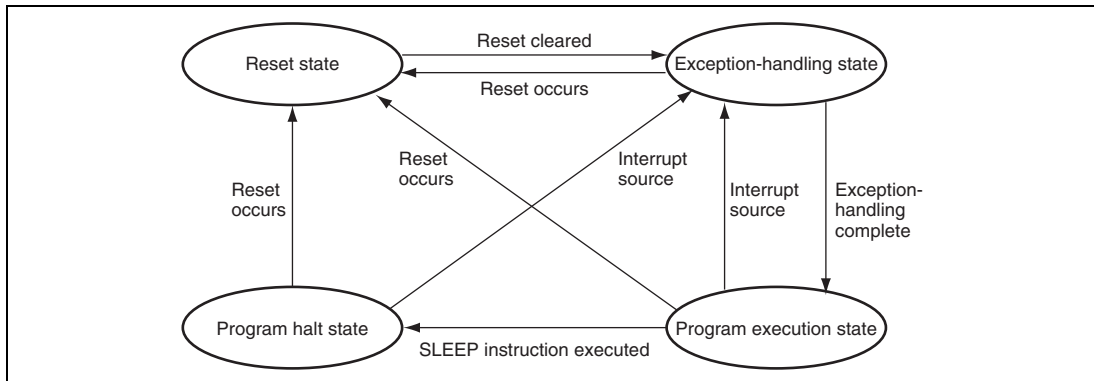 Reset cleared
Reset state
Exception-handling state
Reset occurs
Reset
occurs
Interrupt
source
Reset
occurs
Interrupt
source
Exception-
handling
complete
Program halt state
Program execution state
SLEEP instruction executed